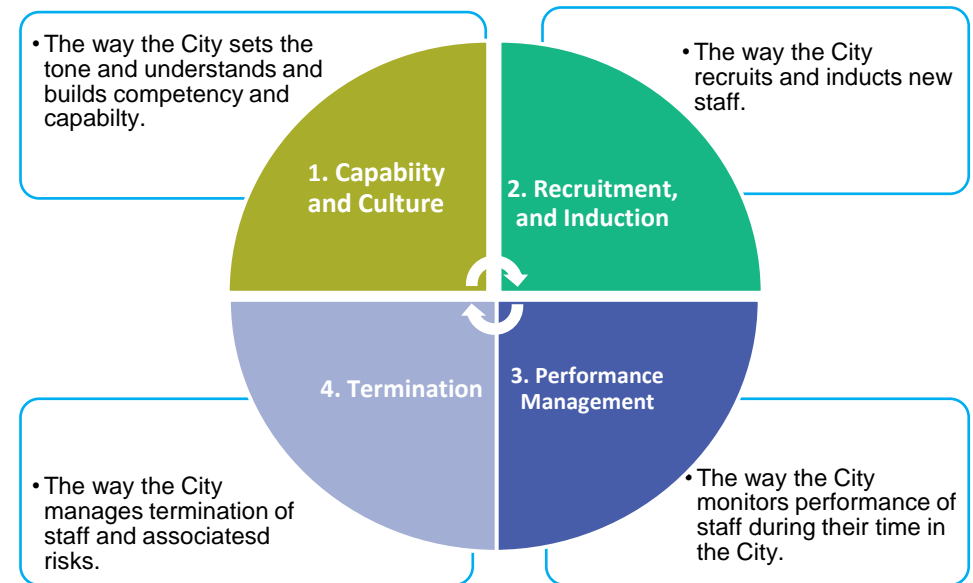 • The way the City sets the
tone and understands and
builds competency and
capabilty.
• The way the City
recruits and inducts new
staff.
1. Capabiity
and Culture
2. Recruitment,
and Induction
4. Termination
3. Performance
Management
• The way the City
manages termination of
staff and associatesd
risks.
• The way the City
monitors performance of
staff during their time in
the City.